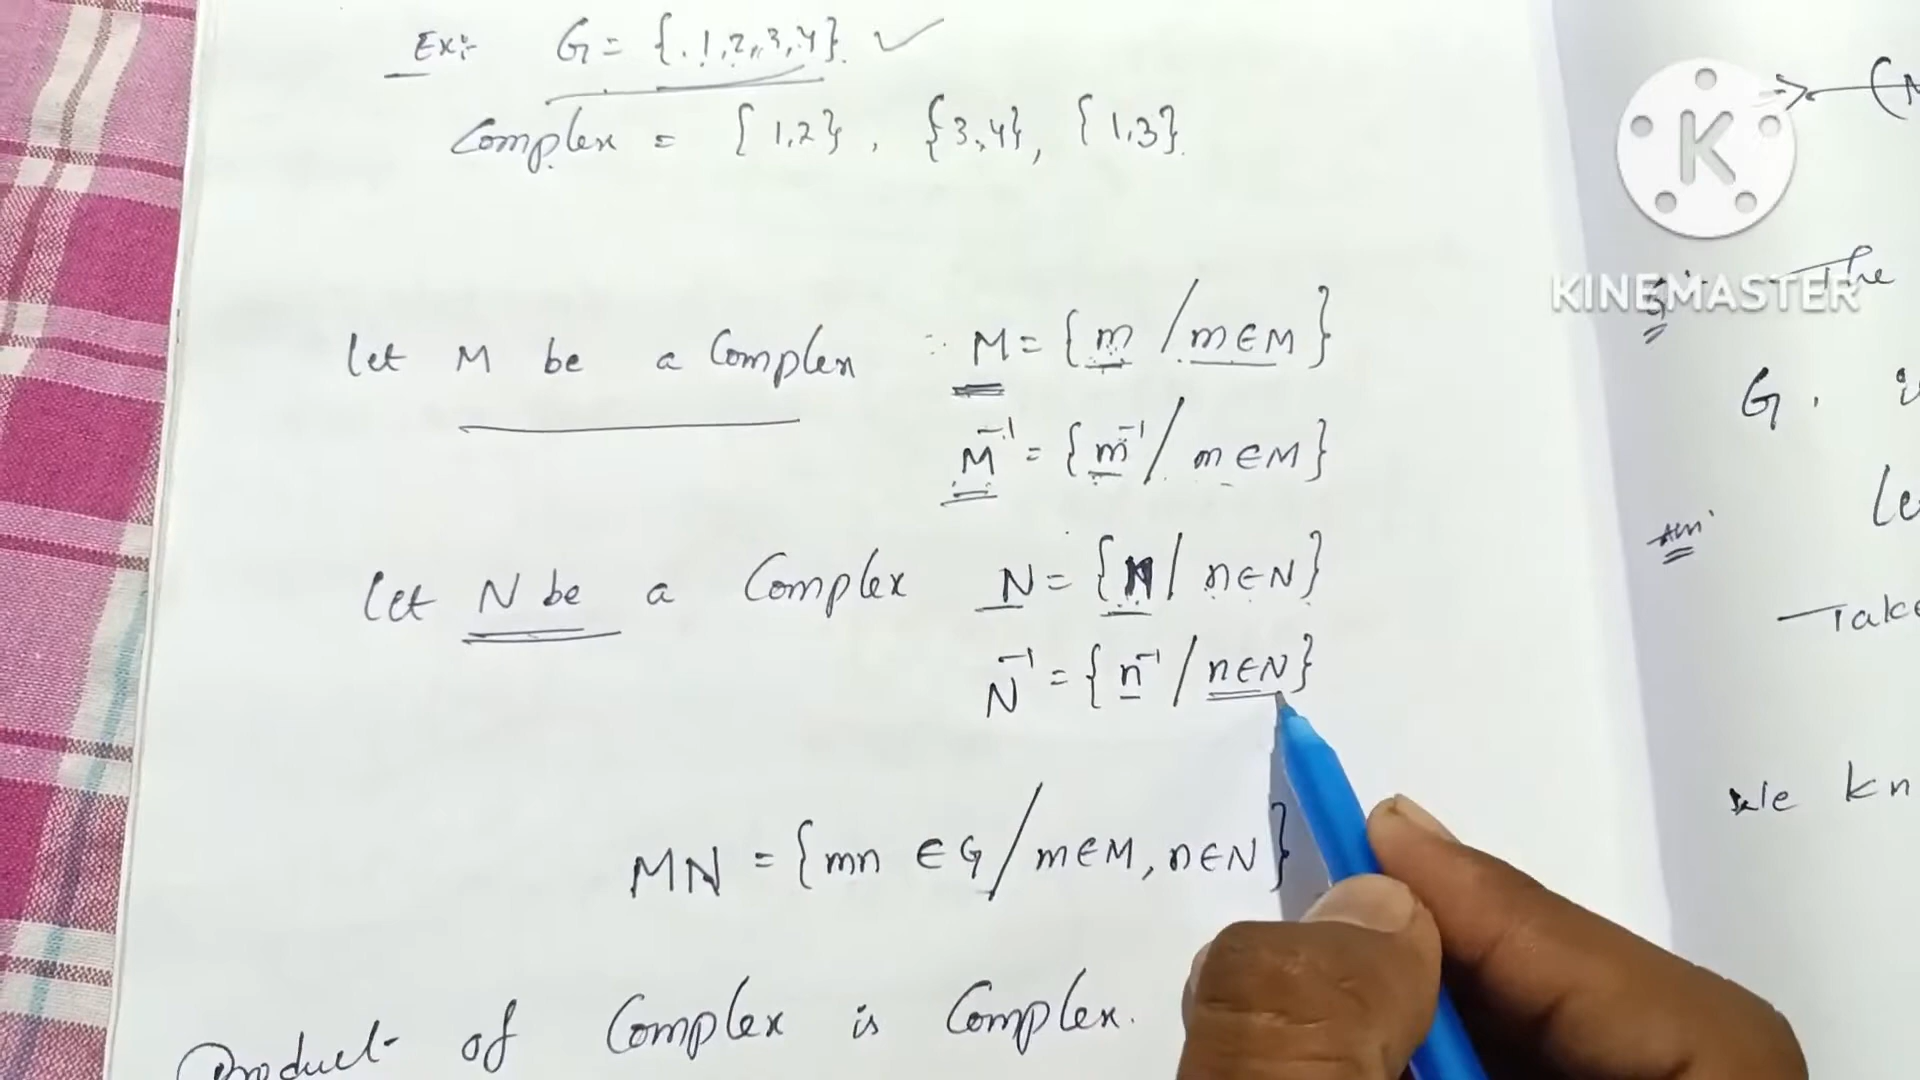 Ex:- G = {1,2,3,4}
Complex = {1,2}, {3,4}, {1,3}
let M be a Complex M = {m / m∈M}
M⁻¹ = {m⁻¹ / m∈M}
Let N be a Complex N = {n / n∈N}
N⁻¹ = {n⁻¹ / n∈N}
MN = {mn ∈ G / m∈M, n∈N}
Product of Complex is Complex.
K
KINEMASTER
The
G.
Take
We kn